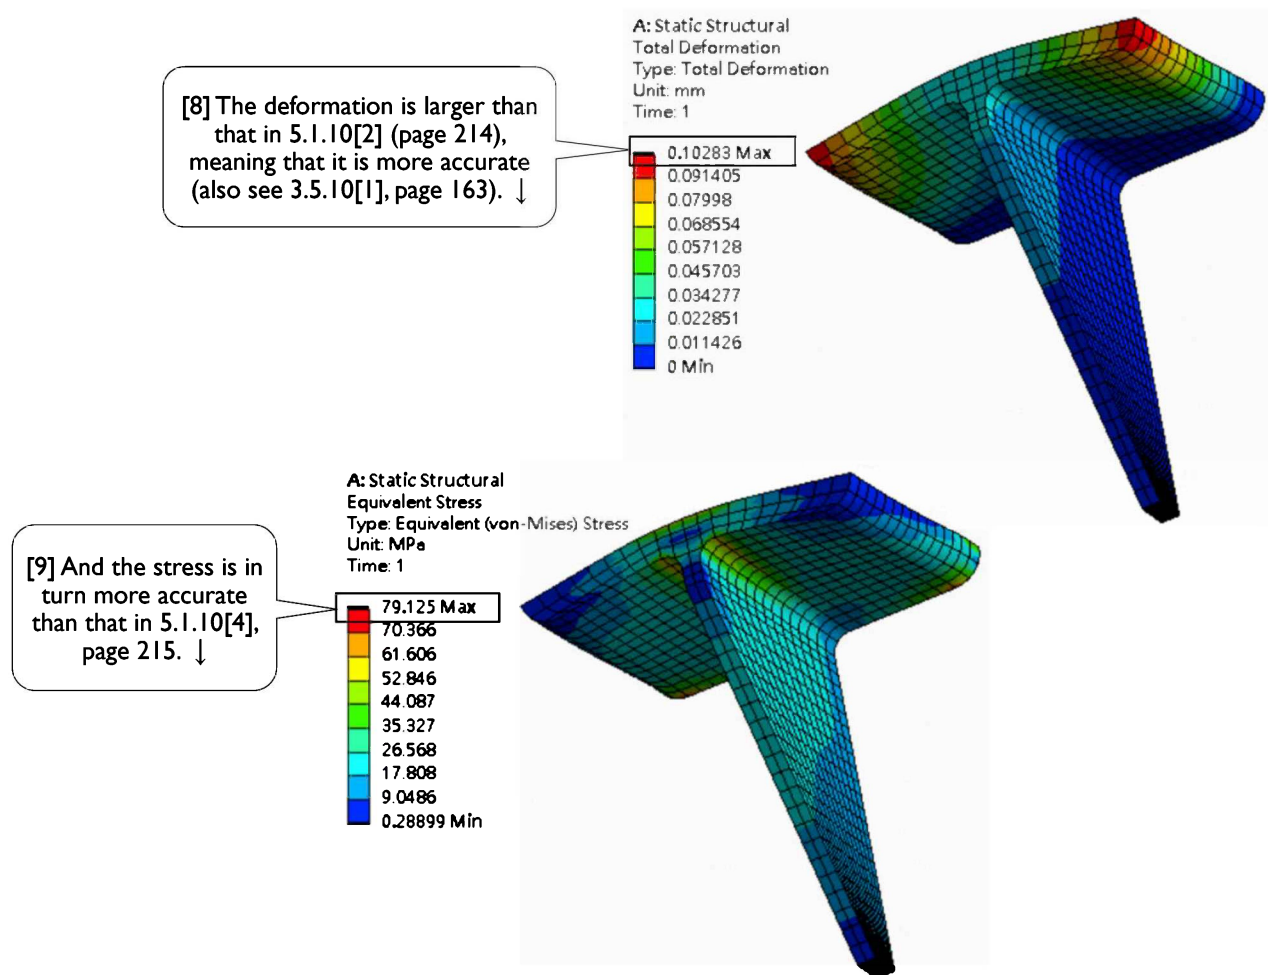 A: Static Structural
Total Deformation
Type: Total Deformation
Unit: mm
Time: 1
[8] The deformation is larger than
that in 5.1.10[2] (page 214),
meaning that it is more accurate
(also see 3.5.10[1], page 163). ↓
0.10283 Max
0.091405
0.07998
0.068554
0.057128
0.045703
0.034277
0.022851
0.011426
0 Min
A: Static Structural
Equivalent Stress
Type: Equivalent (von-Mises) Stress
Unit: MPa
Time: 1
[9] And the stress is in
turn more accurate
than that in 5.1.10[4],
page 215. ↓
79.125 Max
70.366
61.606
52.846
44.087
35.327
26.568
17.808
9.0486
0.28899 Min